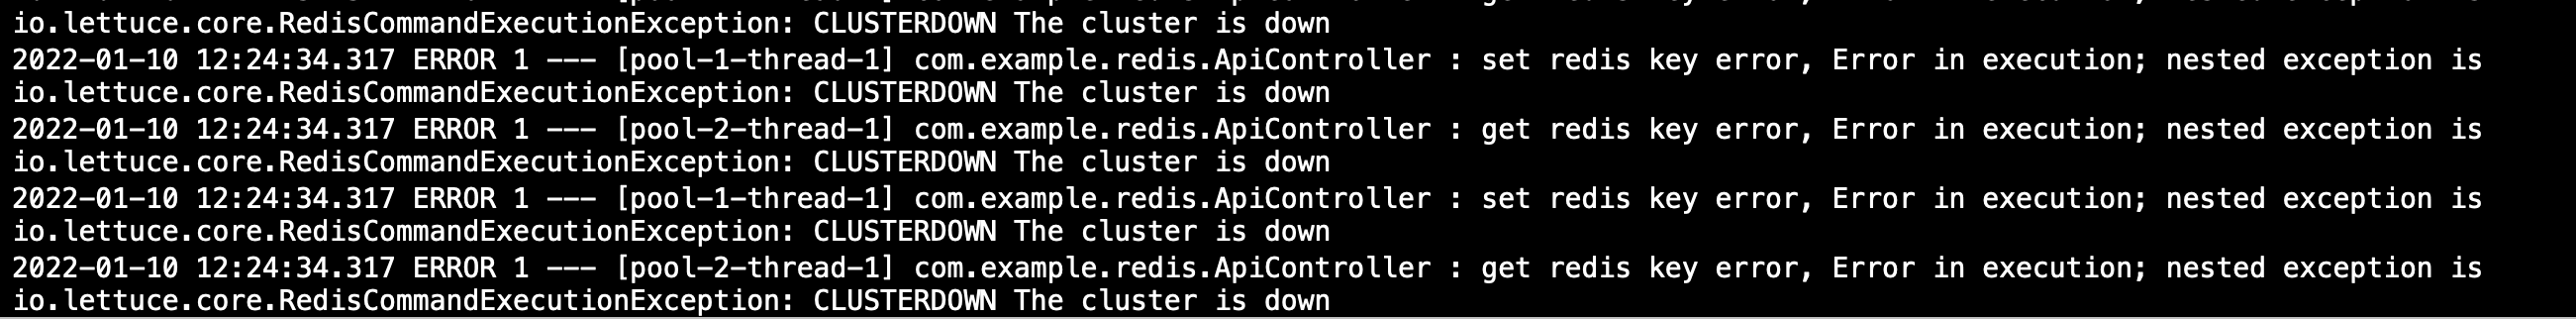 io.lettuce.core.RedisCommandExecutionException: CLUSTERDOWN The cluster is down
2022-01-10 12:24:34.317 ERROR 1 --- [pool-1-thread-1] com.example.redis.ApiController : set redis key error, Error in execution; nested exception is
io.lettuce.core.RedisCommandExecutionException: CLUSTERDOWN The cluster is down
2022-01-10 12:24:34.317 ERROR 1 --- [pool-2-thread-1] com.example.redis.ApiController : get redis key error, Error in execution; nested exception is
io.lettuce.core.RedisCommandExecutionException: CLUSTERDOWN The cluster is down
2022-01-10 12:24:34.317 ERROR 1 --- [pool-1-thread-1] com.example.redis.ApiController : set redis key error, Error in execution; nested exception is
io.lettuce.core.RedisCommandExecutionException: CLUSTERDOWN The cluster is down
2022-01-10 12:24:34.317 ERROR 1 --- [pool-2-thread-1] com.example.redis.ApiController : get redis key error, Error in execution; nested exception is
io.lettuce.core.RedisCommandExecutionException: CLUSTERDOWN The cluster is down